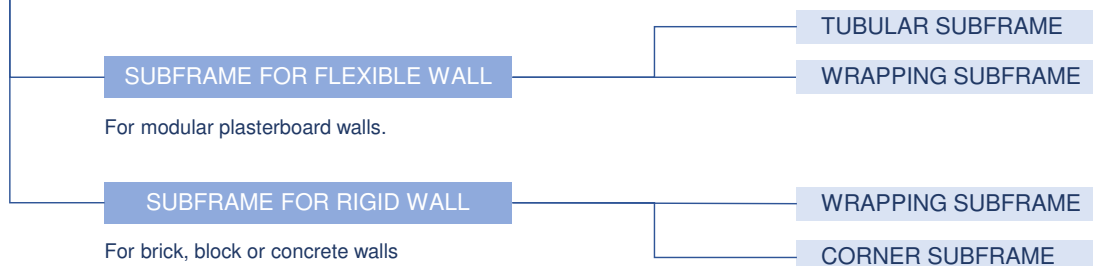 TUBULAR SUBFRAME
SUBFRAME FOR FLEXIBLE WALL
WRAPPING SUBFRAME
For modular plasterboard walls.
SUBFRAME FOR RIGID WALL
WRAPPING SUBFRAME
For brick, block or concrete walls
CORNER SUBFRAME